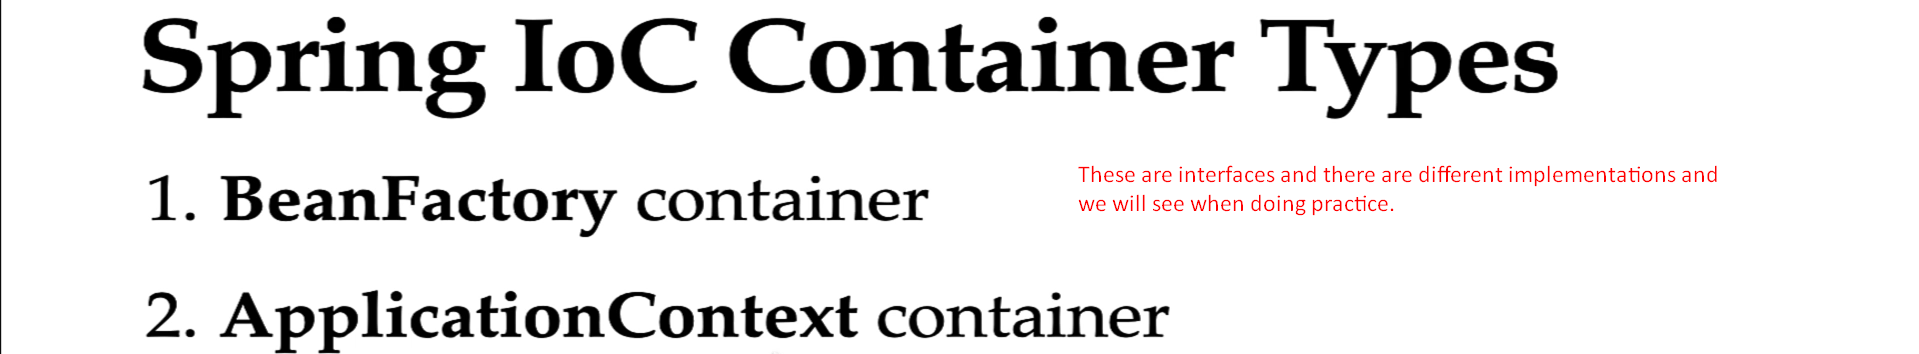 Spring IoC Container Types
1. BeanFactory container
These are interfaces and there are different implementations and
we will see when doing practice.
2. ApplicationContext container